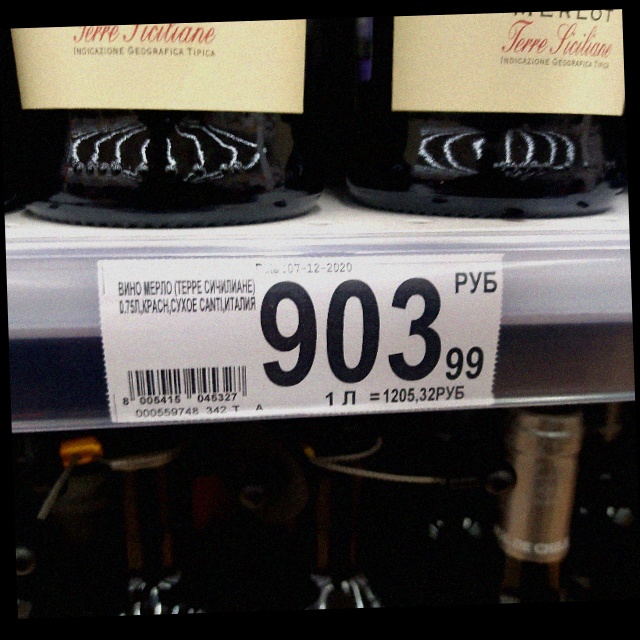 Terre Siciliane
INDICAZIONE GEOGRAFICA TIPICA
MERLOT
Terre Siciliane
INDICAZIONE GEOGRAFICA TIPICA
07-12-2020
ВИНО МЕРЛО (ТЕРРЕ СИЧИЛИАНЕ)
0.75Л,КРАСН,СУХОЕ CANTI,ИТАЛИЯ
903 99 РУБ
8 005415 045327
1 Л =1205,32РУБ
000559748 342 Т А